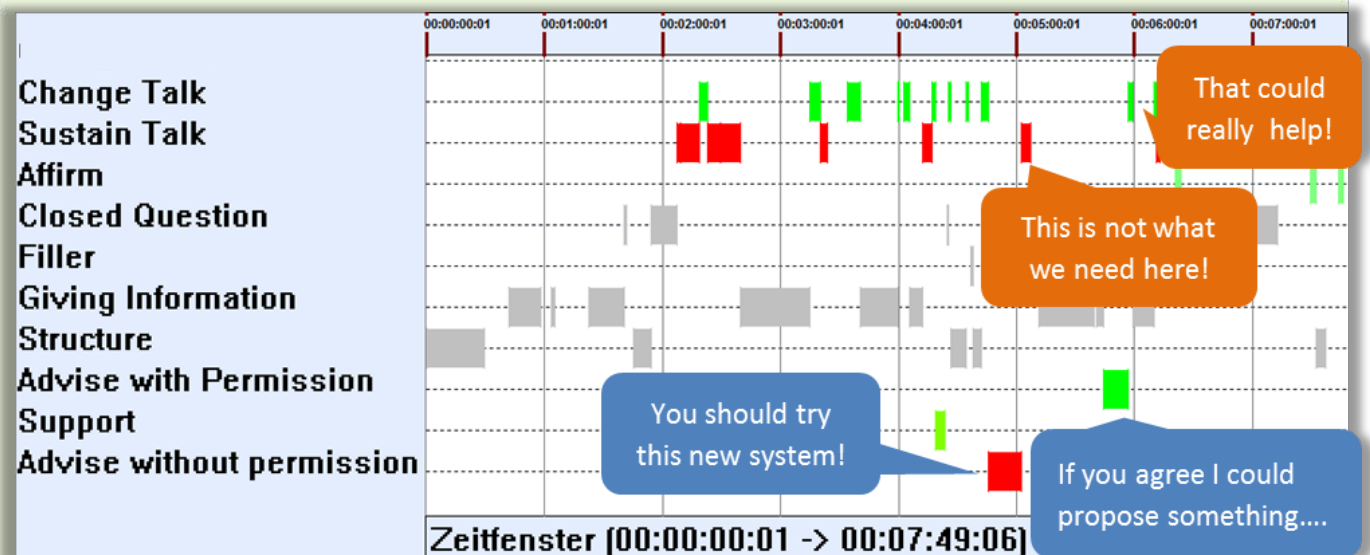 00:00:00:01 00:01:00:01 00:02:00:01 00:03:00:01 00:04:00:01 00:05:00:01 00:06:00:01 00:07:00:01
Change Talk
Sustain Talk
Affirm
Closed Question
Filler
Giving Information
Structure
Advise with Permission
Support
Advise without permission
That could
really help!
This is not what
we need here!
You should try
this new system!
If you agree I could
propose something....
Zeitfenster [00:00:00:01 -> 00:07:49:06]